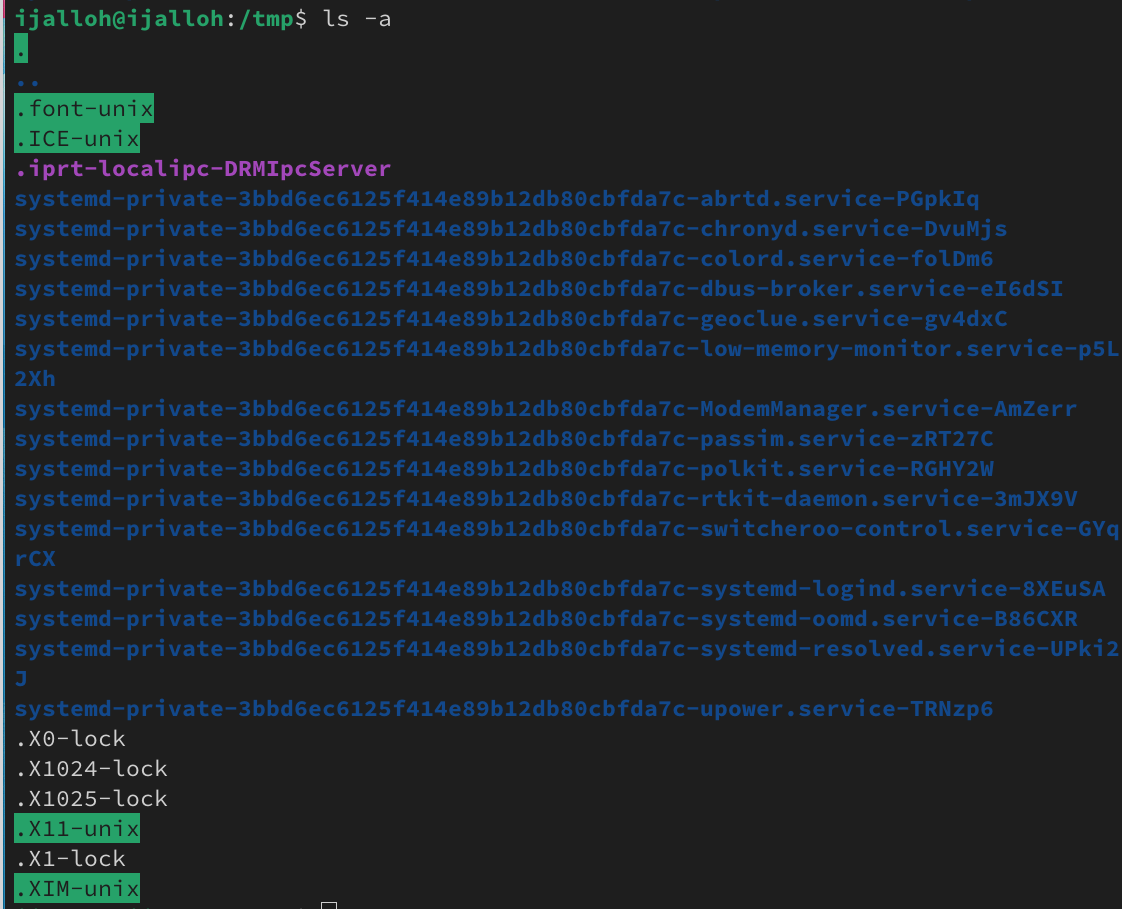 ijalloh@ijalloh:/tmp$ ls -a
.
..
.font-unix
.ICE-unix
.iprt-localipc-DRMIpcServer
systemd-private-3bbd6ec6125f414e89b12db80cbfda7c-abrtd.service-PGpkIq
systemd-private-3bbd6ec6125f414e89b12db80cbfda7c-chronyd.service-DvuMjs
systemd-private-3bbd6ec6125f414e89b12db80cbfda7c-colord.service-folDm6
systemd-private-3bbd6ec6125f414e89b12db80cbfda7c-dbus-broker.service-eI6dSI
systemd-private-3bbd6ec6125f414e89b12db80cbfda7c-geoclue.service-gv4dxC
systemd-private-3bbd6ec6125f414e89b12db80cbfda7c-low-memory-monitor.service-p5L
2Xh
systemd-private-3bbd6ec6125f414e89b12db80cbfda7c-ModemManager.service-AmZerr
systemd-private-3bbd6ec6125f414e89b12db80cbfda7c-passim.service-zRT27C
systemd-private-3bbd6ec6125f414e89b12db80cbfda7c-polkit.service-RGHY2W
systemd-private-3bbd6ec6125f414e89b12db80cbfda7c-rtkit-daemon.service-3mJX9V
systemd-private-3bbd6ec6125f414e89b12db80cbfda7c-switcheroo-control.service-GYq
rCX
systemd-private-3bbd6ec6125f414e89b12db80cbfda7c-systemd-logind.service-8XEuSA
systemd-private-3bbd6ec6125f414e89b12db80cbfda7c-systemd-oomd.service-B86CXR
systemd-private-3bbd6ec6125f414e89b12db80cbfda7c-systemd-resolved.service-UPki2
J
systemd-private-3bbd6ec6125f414e89b12db80cbfda7c-upower.service-TRNzp6
.X0-lock
.X1024-lock
.X1025-lock
.X11-unix
.X1-lock
.XIM-unix